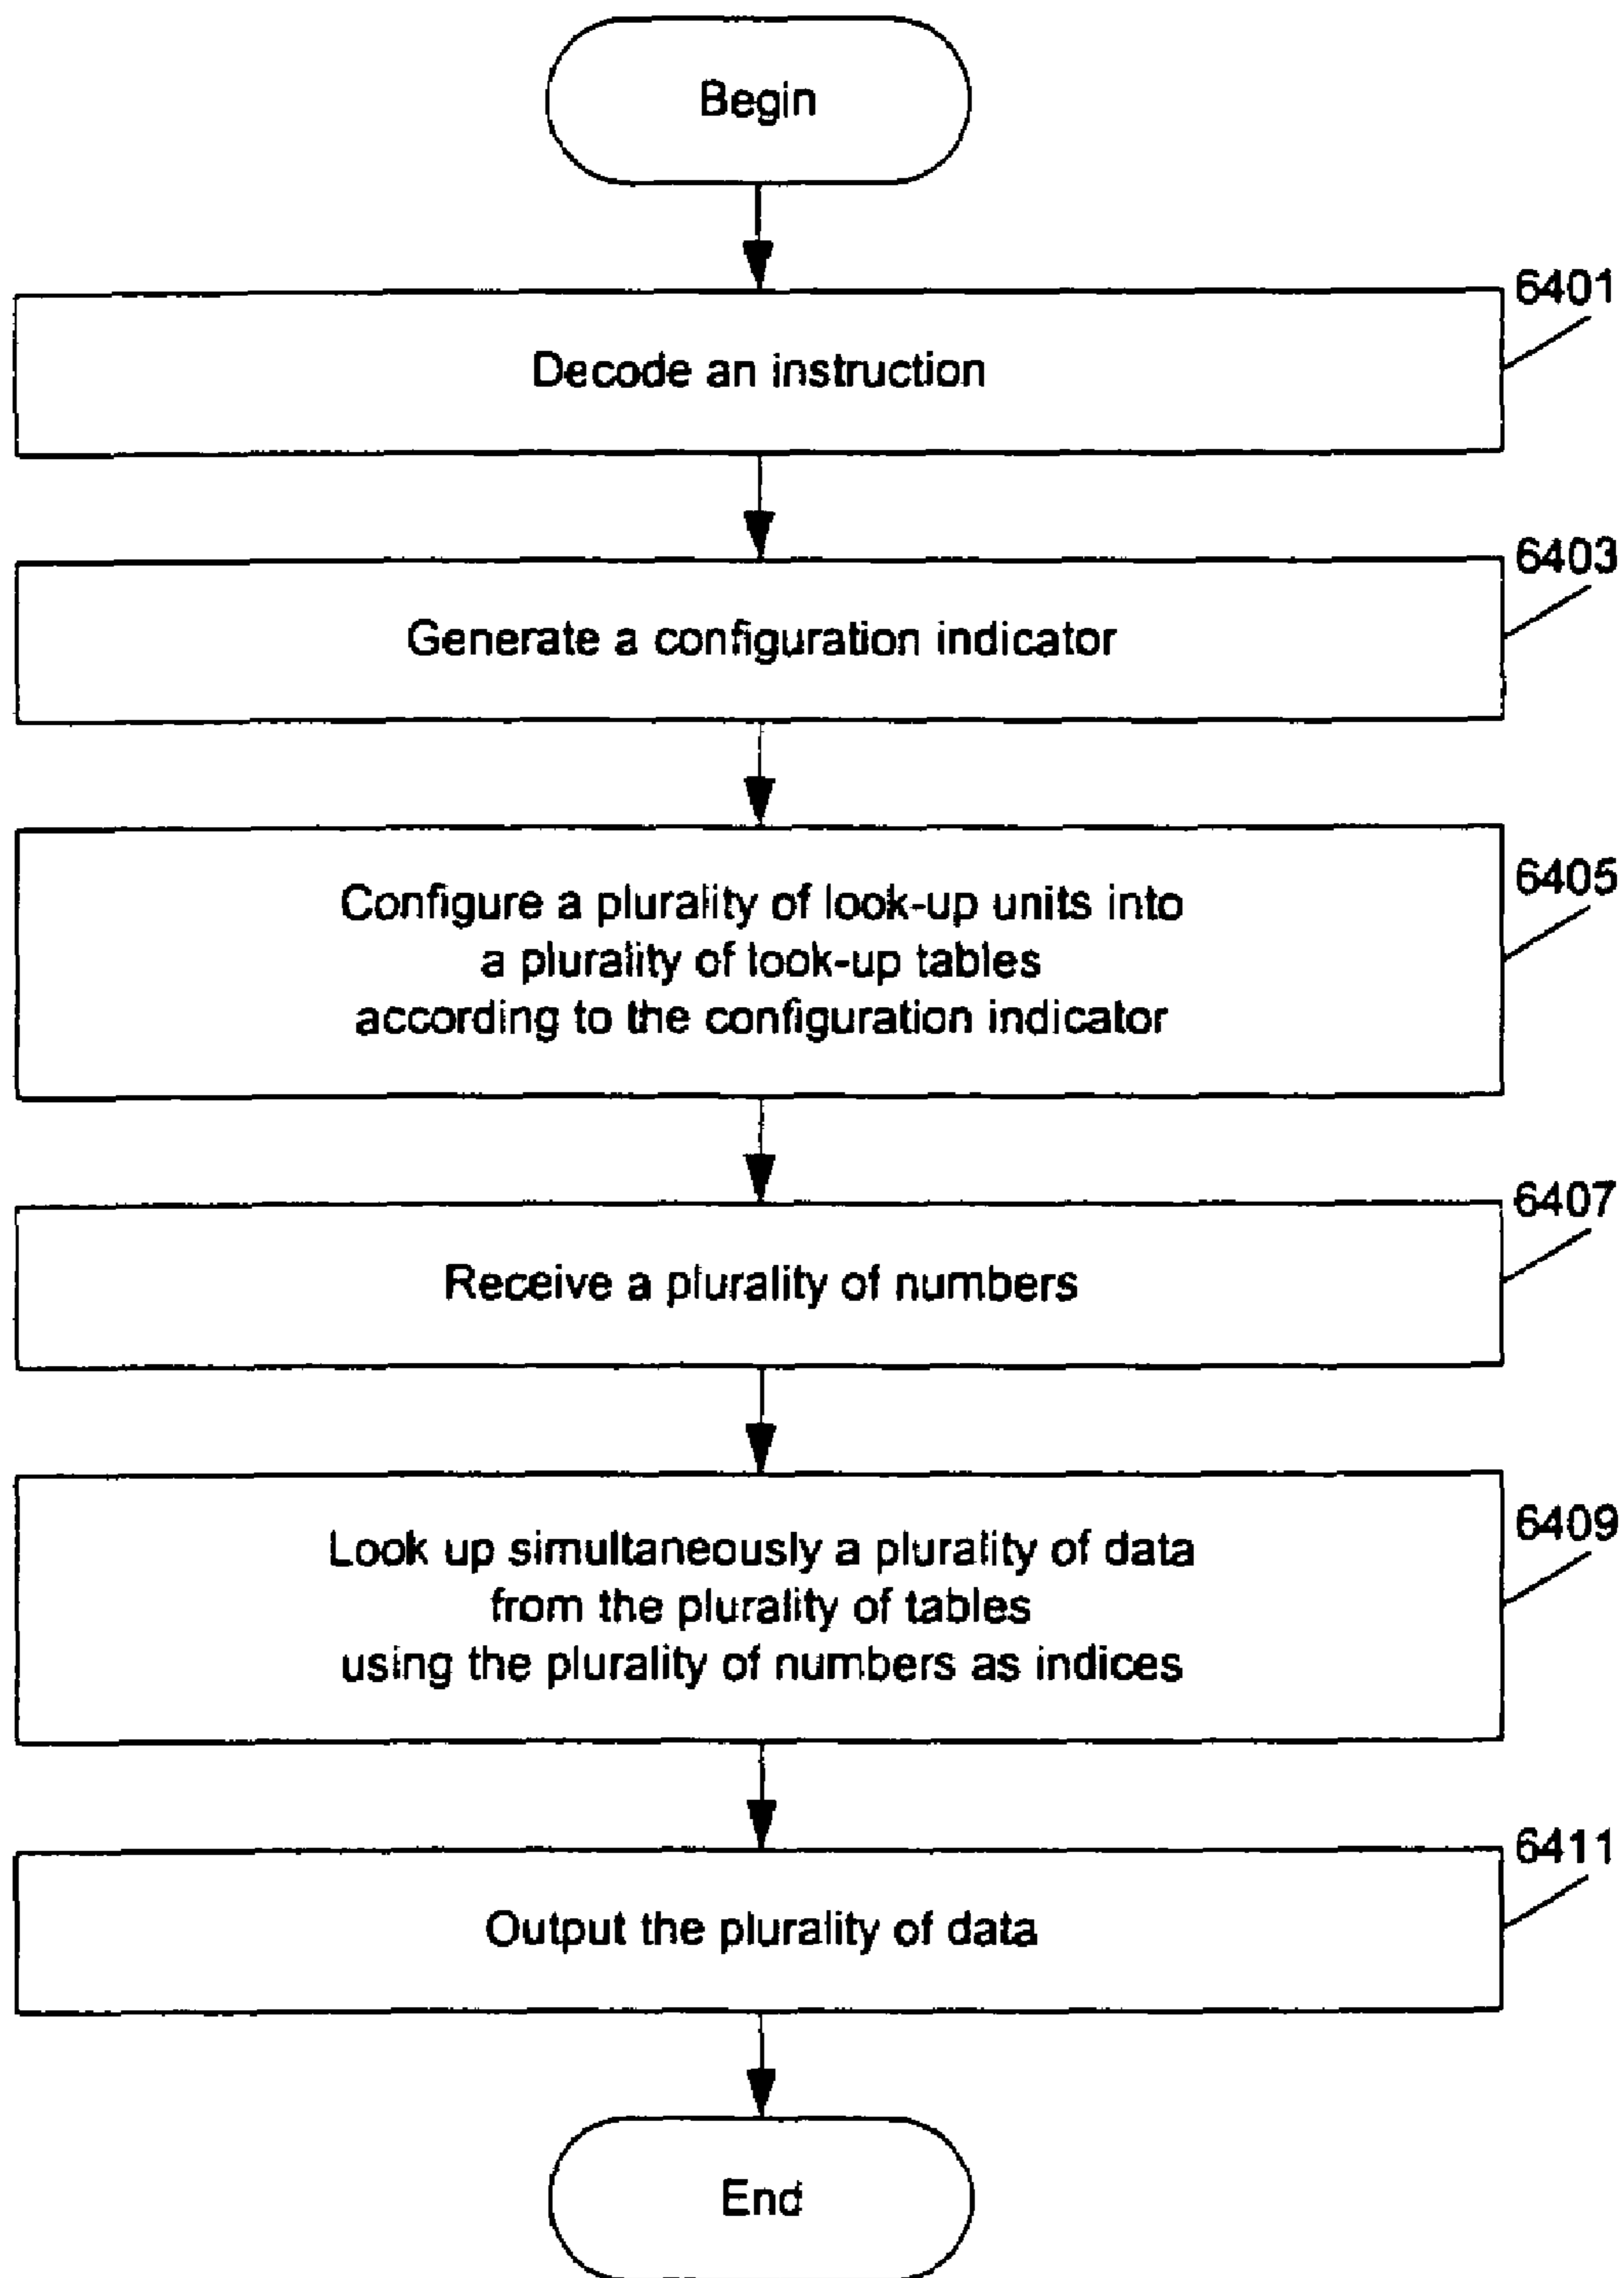 Begin
6401
Decode an instruction
6403
Generate a configuration indicator
6405
Configure a plurality of look-up units into
a plurality of look-up tables
according to the configuration indicator
6407
Receive a plurality of numbers
6409
Look up simultaneously a plurality of data
from the plurality of tables
using the plurality of numbers as indices
6411
Output the plurality of data
End